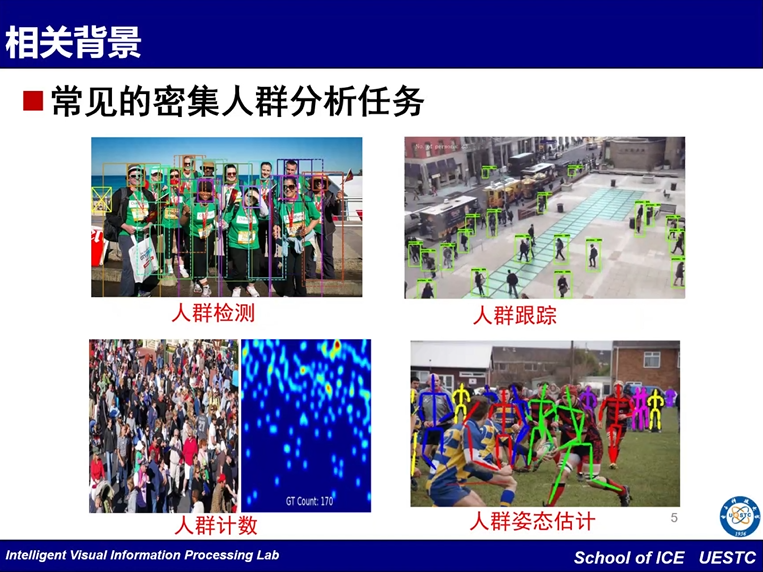 相关背景
常见的密集人群分析任务
人群检测
人群跟踪
GT Count: 170
人群计数
人群姿态估计
5
UESTC
1956
Intelligent Visual Information Processing Lab
School of ICE UESTC